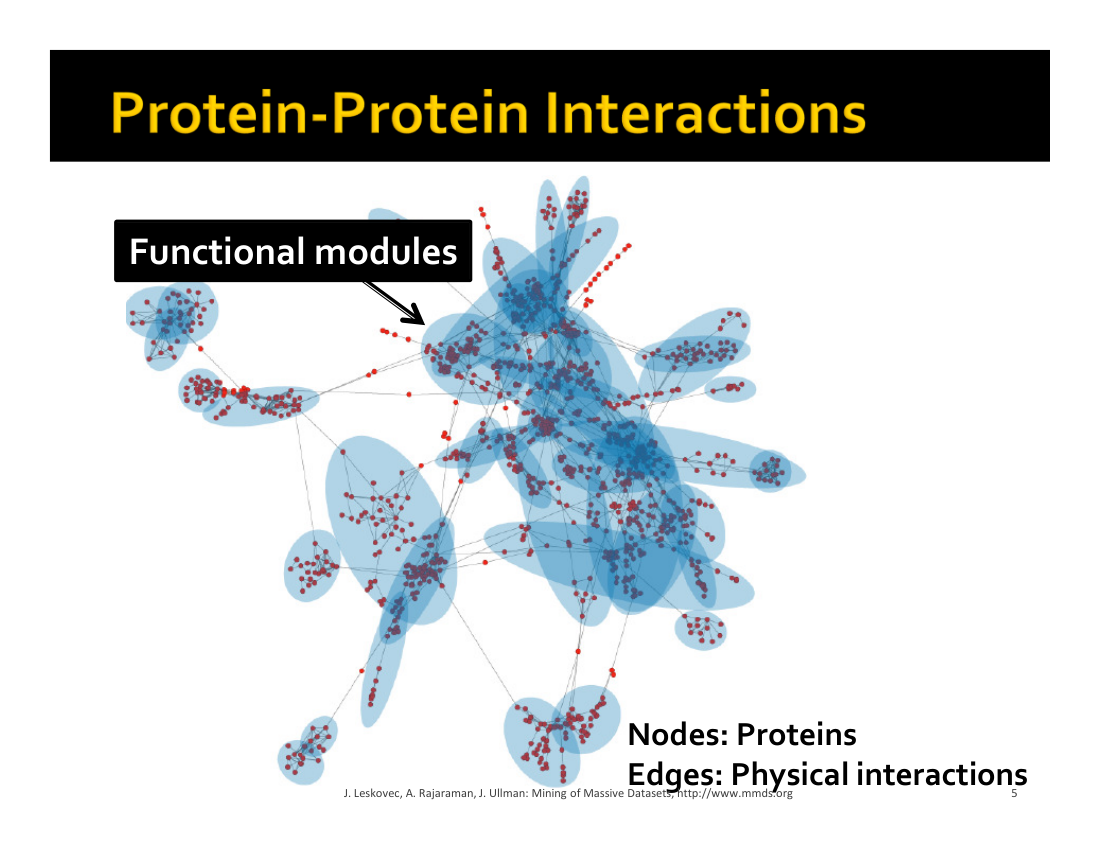 Protein-Protein Interactions
Functional modules
Nodes: Proteins
Edges: Physical interactions
J. Leskovec, A. Rajaraman, J. Ullman: Mining of Massive Datasets, http://www.mmds.org
5